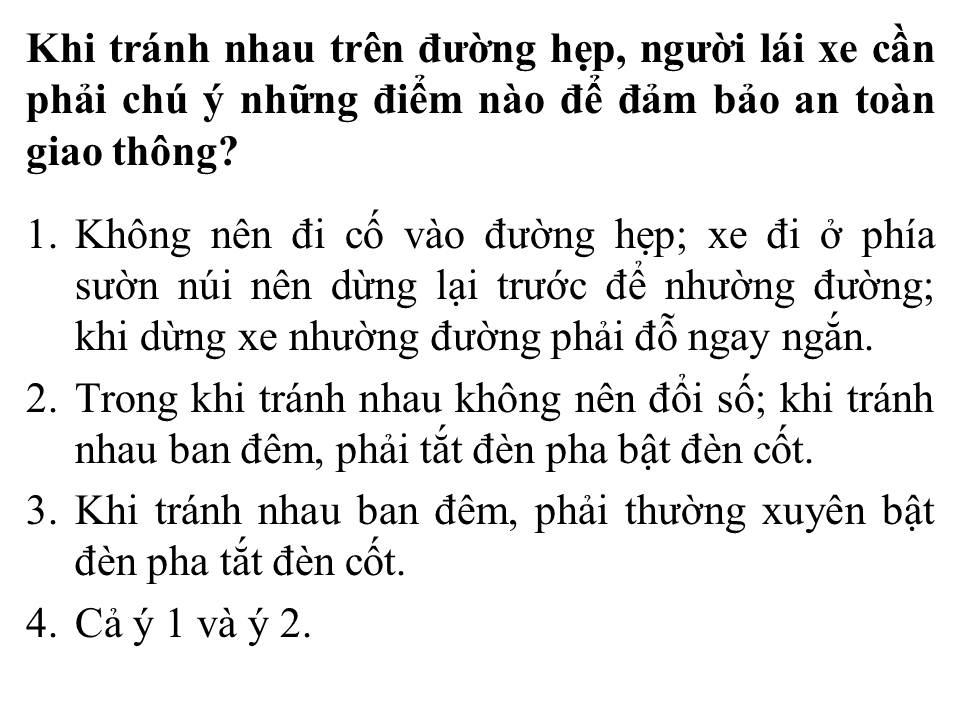 Khi tránh nhau trên đường hẹp, người lái xe cần
phải chú ý những điểm nào để đảm bảo an toàn
giao thông?
1. Không nên đi cố vào đường hẹp; xe đi ở phía
sườn núi nên dừng lại trước để nhường đường;
khi dừng xe nhường đường phải đỗ ngay ngắn.
2. Trong khi tránh nhau không nên đổi số; khi tránh
nhau ban đêm, phải tắt đèn pha bật đèn cốt.
3. Khi tránh nhau ban đêm, phải thường xuyên bật
đèn pha tắt đèn cốt.
4. Cả ý 1 và ý 2.